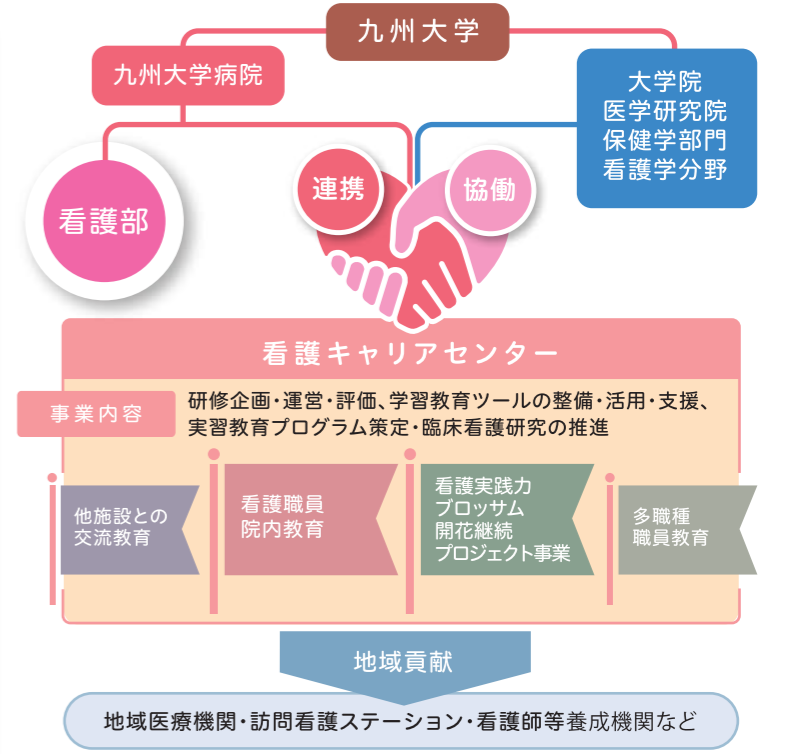 九州大学
九州大学病院
大学院
医学研究院
保健学部門
看護学分野
看護部
連携
協働
看護キャリアセンター
事業内容
研修企画・運営・評価、学習教育ツールの整備・活用・支援、
実習教育プログラム策定・臨床看護研究の推進
他施設との
交流教育
看護職員
院内教育
看護実践力
ブロッサム
開花継続
プロジェクト事業
多職種
職員教育
地域貢献
地域医療機関・訪問看護ステーション・看護師等養成機関など